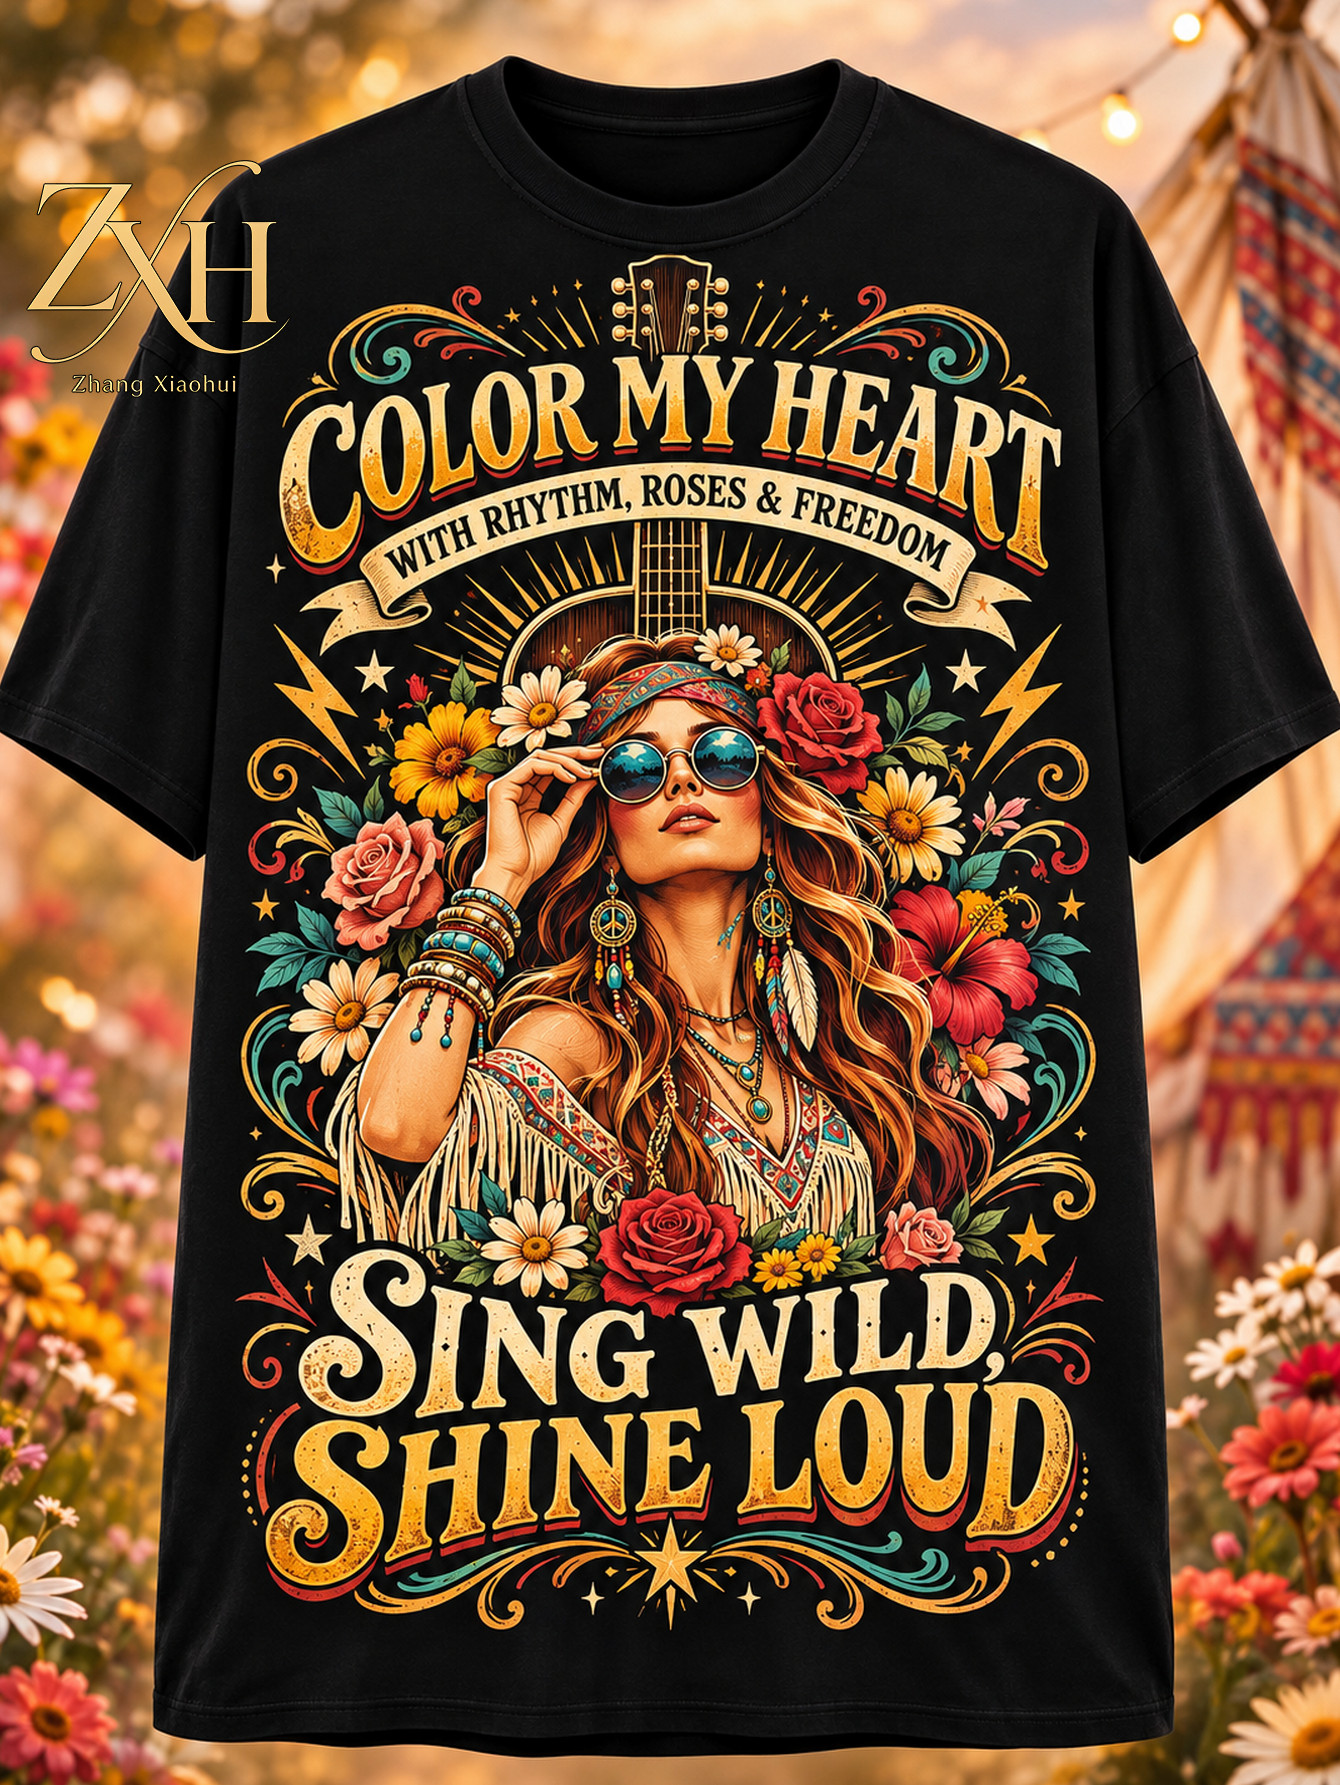 ZXH
Zhang Xiaohui
COLOR MY HEART
WITH RHYTHM, ROSES & FREEDOM
SING WILD,
SHINE LOUD